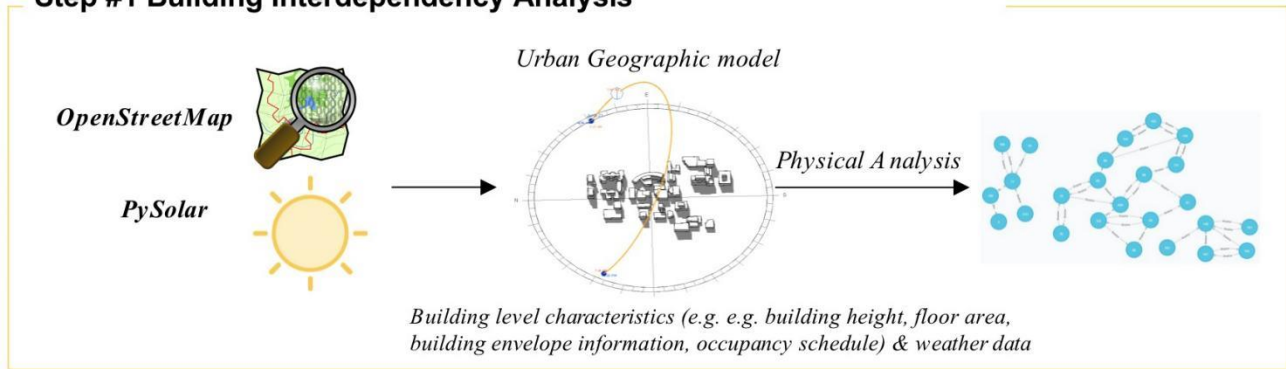 Step #1 Building Interdependency Analysis
Urban Geographic model
OpenStreetMap
PySolar
Physical Analysis
E
N
S
Building level characteristics (e.g. e.g. building height, floor area,
building envelope information, occupancy schedule) & weather data